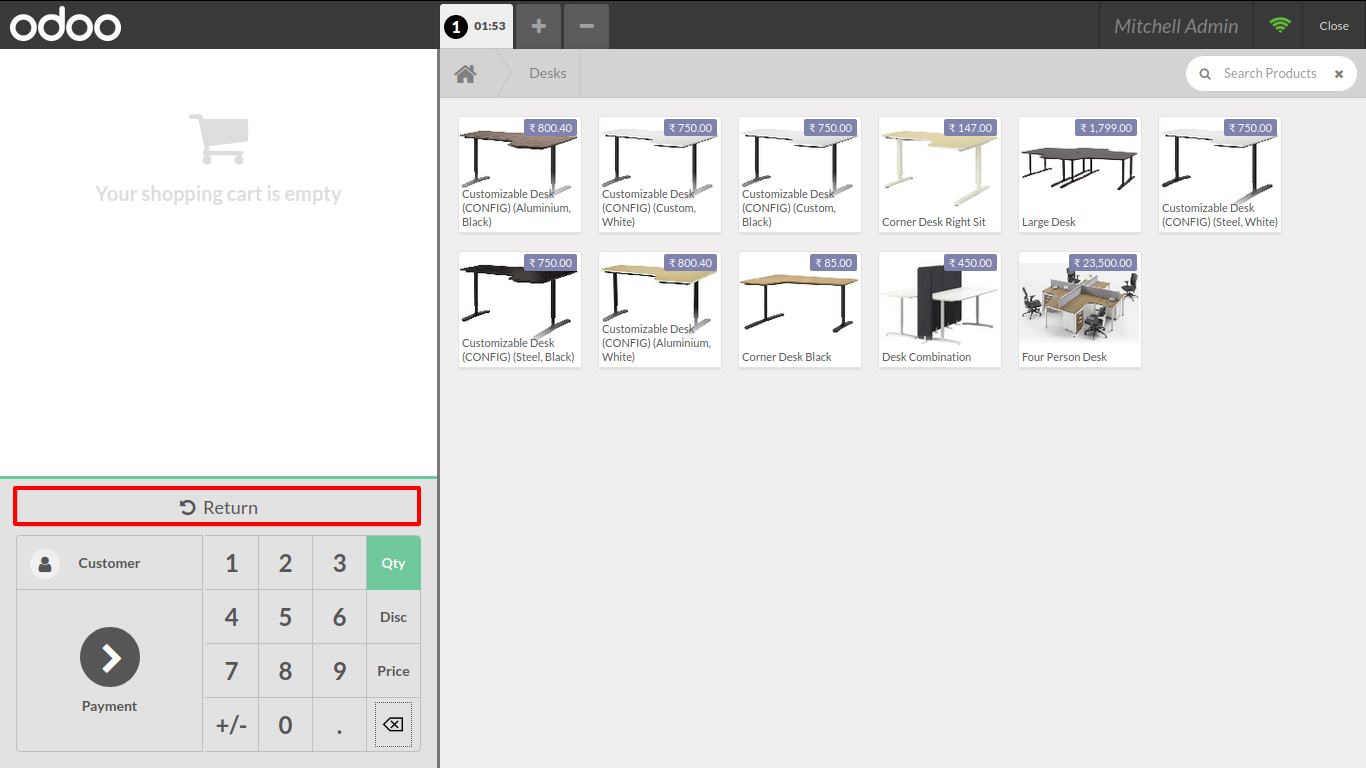 odoo
1 01:53
Mitchell Admin
Close
Desks
Search Products
Your shopping cart is empty
₹ 800.40
Customizable Desk
(CONFIG) (Aluminium,
Black)
₹ 750.00
Customizable Desk
(CONFIG) (Custom,
White)
₹ 750.00
Customizable Desk
(CONFIG) (Custom,
Black)
₹ 147.00
Corner Desk Right Sit
₹ 1,799.00
Large Desk
₹ 750.00
Customizable Desk
(CONFIG) (Steel, White)
₹ 750.00
Customizable Desk
(CONFIG) (Steel, Black)
₹ 800.40
Customizable Desk
(CONFIG) (Aluminium,
White)
₹ 85.00
Corner Desk Black
₹ 450.00
Desk Combination
₹ 23,500.00
Four Person Desk
Return
Customer
Payment
1 2 3 Qty
4 5 6 Disc
7 8 9 Price
+/- 0 .